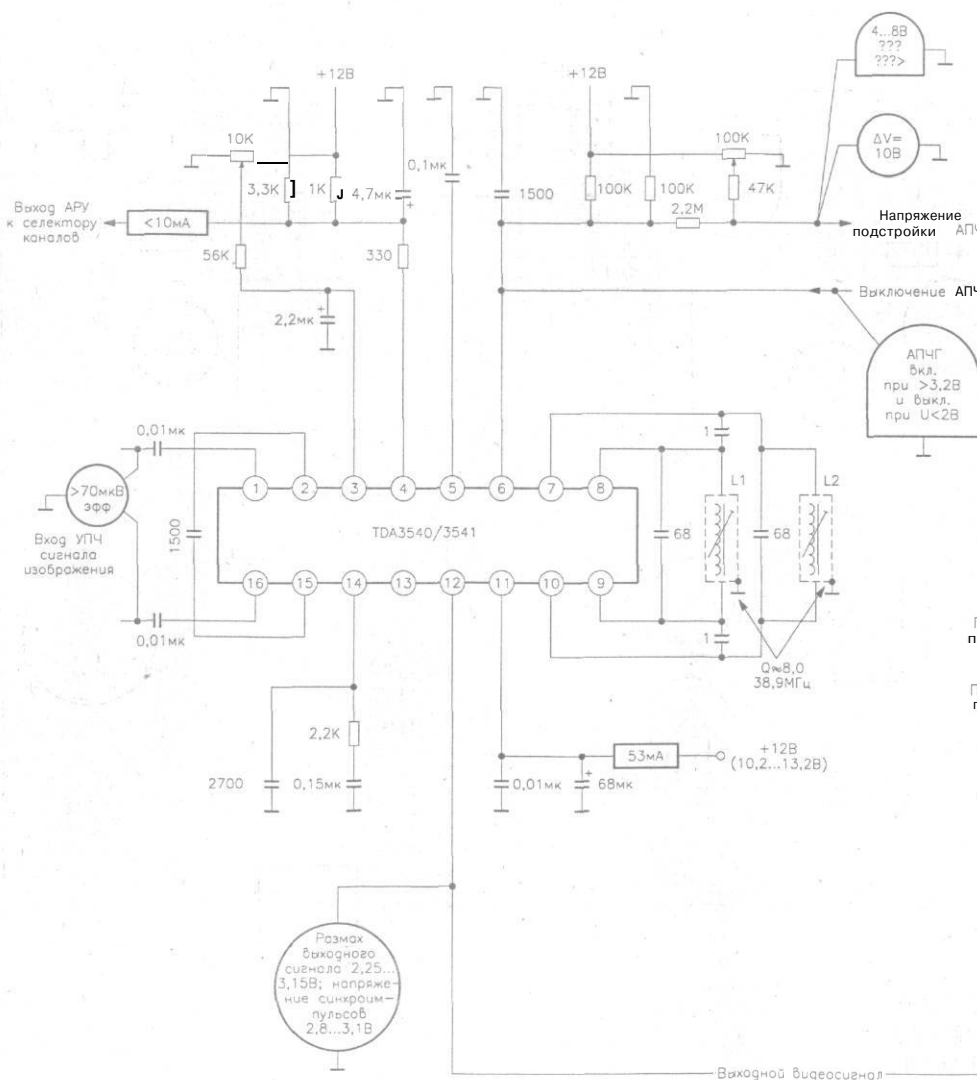 4...8В
???
???>
+12В
+12В
10К
100К
ΔV=
10В
0,1мк
3,3К
1К
4,7мк
1500
100К
100К
47К
2,2М
Выход АРУ
к селектору
каналов
<10мА
Напряжение
подстройки
56К
330
Выключение
2,2мк
АПЧГ
вкл.
при >3,2В
и выкл.
при U<2В
0,01мк
1
>70мкВ
эфф
1 2 3 4 5 6 7 8
L1
L2
1500
TDA3540/3541
68
68
Вход УПЧ
сигнала
изображения
16 15 14 13 12 11 10 9
0,01мк
1
Q≈8,0
38,9МГц
2,2К
53мА
+12В
(10,2...13,2В)
2700
0,15мк
0,01мк
68мк
Размах
выходного
сигнала 2,25...
3,15В; напряже-
ние синхроим-
пульсов
2,8...3,1В
Выходной видеосигнал